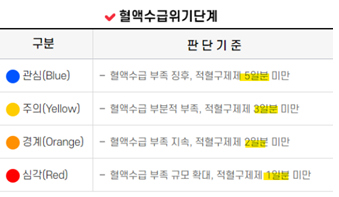 혈액수급위기단계
구분 판단기준
관심(Blue) – 혈액수급 부족 징후, 적혈구제제 5일분 미만
주의(Yellow) – 혈액수급 부분적 부족, 적혈구제제 3일분 미만
경계(Orange) – 혈액수급 부족 지속, 적혈구제제 2일분 미만
심각(Red) – 혈액수급 부족 규모 확대, 적혈구제제 1일분 미만